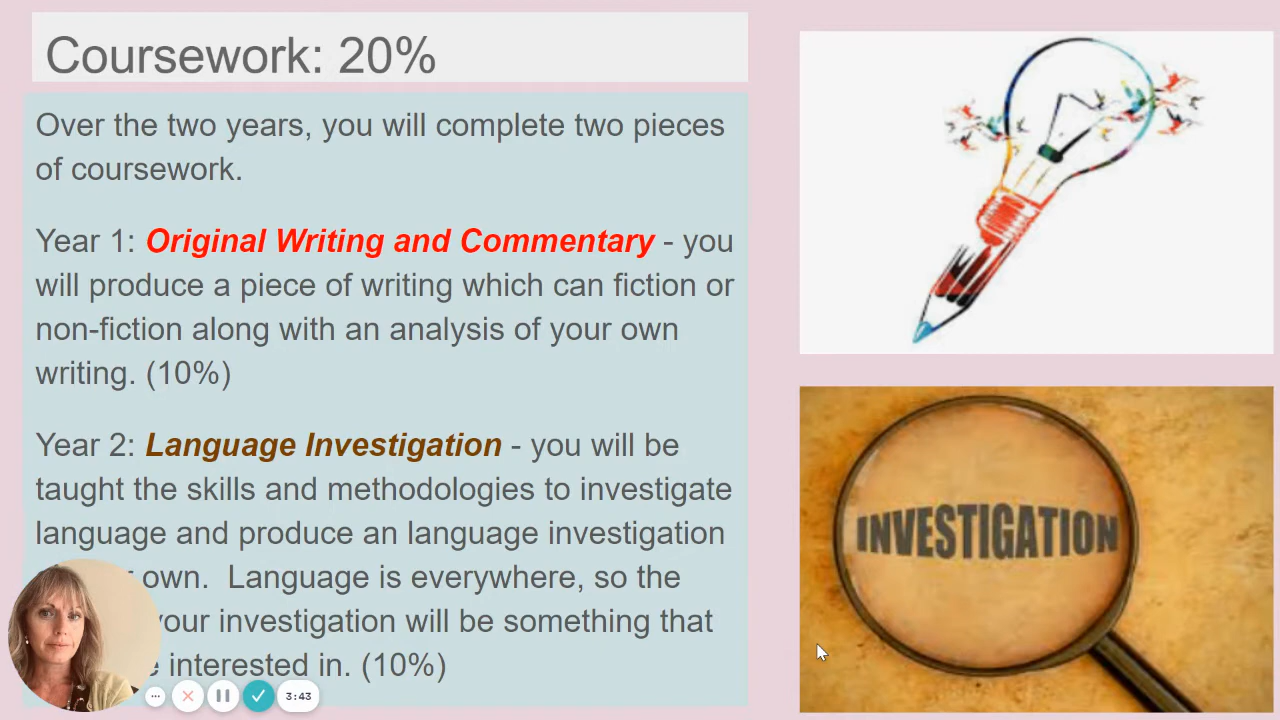 Coursework: 20%
Over the two years, you will complete two pieces
of coursework.
Year 1: Original Writing and Commentary - you
will produce a piece of writing which can fiction or
non-fiction along with an analysis of your own
writing. (10%)
Year 2: Language Investigation - you will be
taught the skills and methodologies to investigate
language and produce an language investigation
own.  Language is everywhere, so the
your investigation will be something that
interested in. (10%)
3:43
INVESTIGATION